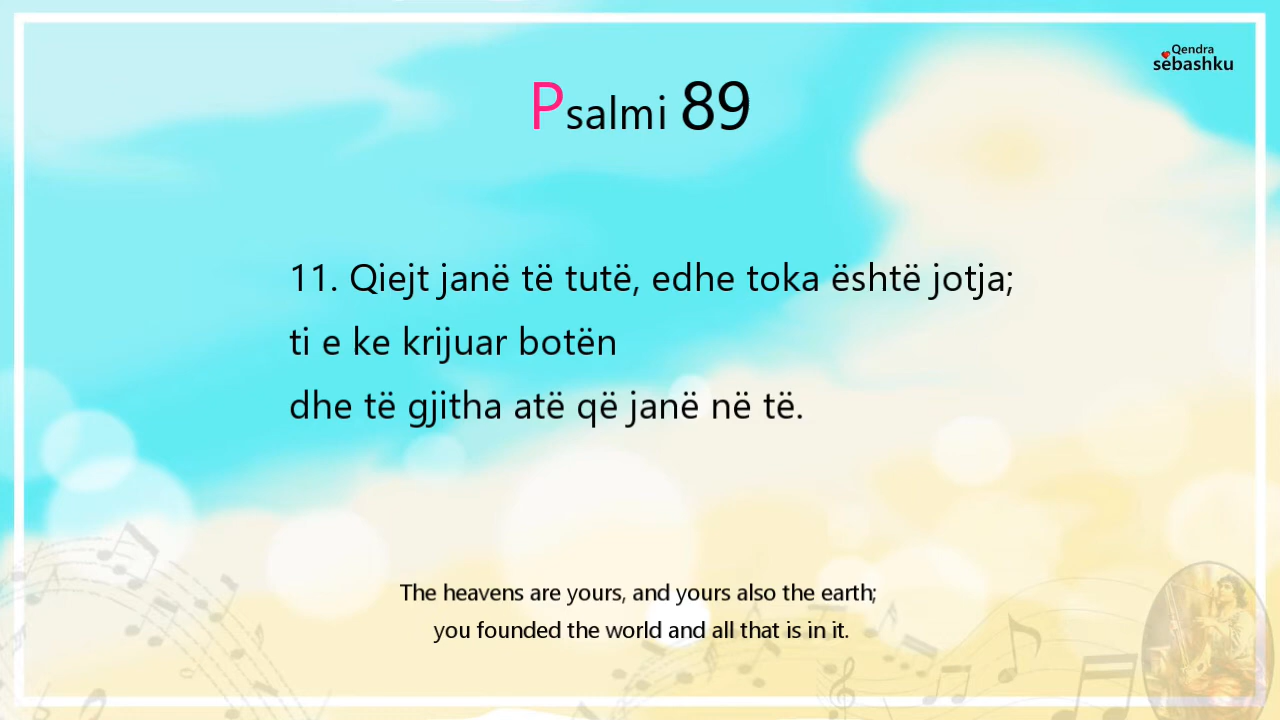 Qendra
sëbashku
Psalmi 89
11. Qiejt janë të tutë, edhe toka është jotja;
ti e ke krijuar botën
dhe të gjitha atë që janë në të.
The heavens are yours, and yours also the earth;
you founded the world and all that is in it.